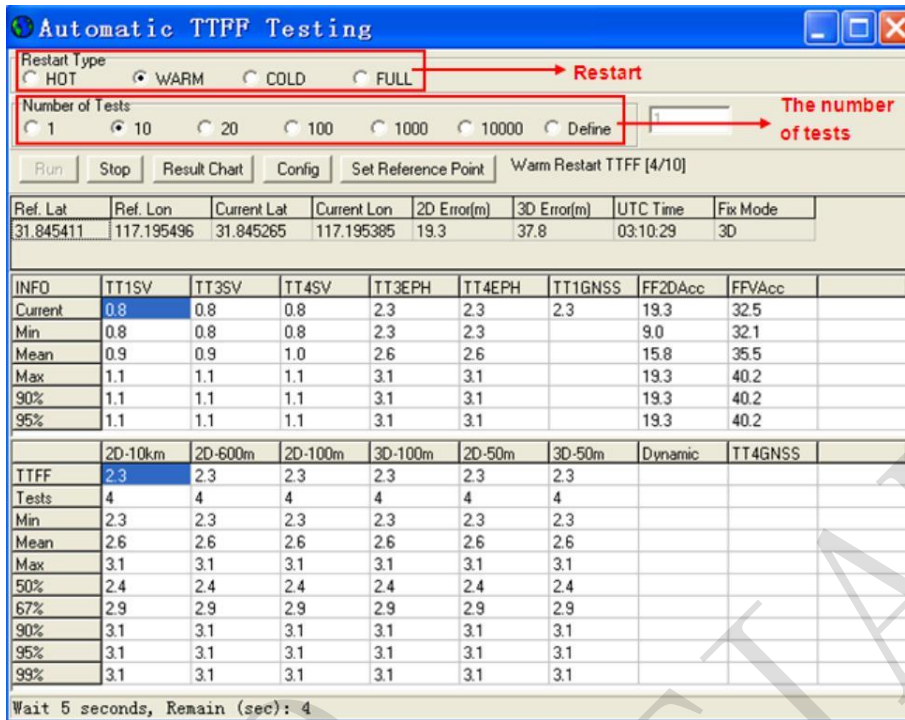 Automatic TTFF Testing
Restart Type
HOT WARM COLD FULL
Restart
Number of Tests
1 10 20 100 1000 10000 Define 1
The number
of tests
Run Stop Result Chart Config Set Reference Point Warm Restart TTFF [4/10]
Ref. Lat Ref. Lon Current Lat Current Lon 2D Error(m) 3D Error(m) UTC Time Fix Mode
31.845411 117.195496 31.845265 117.195385 19.3 37.8 03:10:29 3D
INFO TT1SV TT3SV TT4SV TT3EPH TT4EPH TT1GNSS FF2DAcc FFVAcc
Current 0.8 0.8 0.8 2.3 2.3 2.3 19.3 32.5
Min 0.8 0.8 0.8 2.3 2.3 9.0 32.1
Mean 0.9 0.9 1.0 2.6 2.6 15.8 35.5
Max 1.1 1.1 1.1 3.1 3.1 19.3 40.2
90% 1.1 1.1 1.1 3.1 3.1 19.3 40.2
95% 1.1 1.1 1.1 3.1 3.1 19.3 40.2
2D-10km 2D-600m 2D-100m 3D-100m 2D-50m 3D-50m Dynamic TT4GNSS
TTFF 2.3 2.3 2.3 2.3 2.3 2.3
Tests 4 4 4 4 4 4
Min 2.3 2.3 2.3 2.3 2.3 2.3
Mean 2.6 2.6 2.6 2.6 2.6 2.6
Max 3.1 3.1 3.1 3.1 3.1 3.1
50% 2.4 2.4 2.4 2.4 2.4 2.4
67% 2.9 2.9 2.9 2.9 2.9 2.9
90% 3.1 3.1 3.1 3.1 3.1 3.1
95% 3.1 3.1 3.1 3.1 3.1 3.1
99% 3.1 3.1 3.1 3.1 3.1 3.1
Wait 5 seconds, Remain (sec): 4